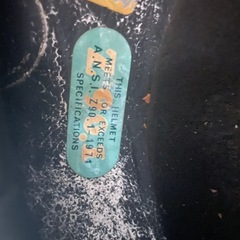 THIS HELMET
MEETS OR EXCEEDS
A.N.S.I. Z90.1-1971
SPECIFICATIONS